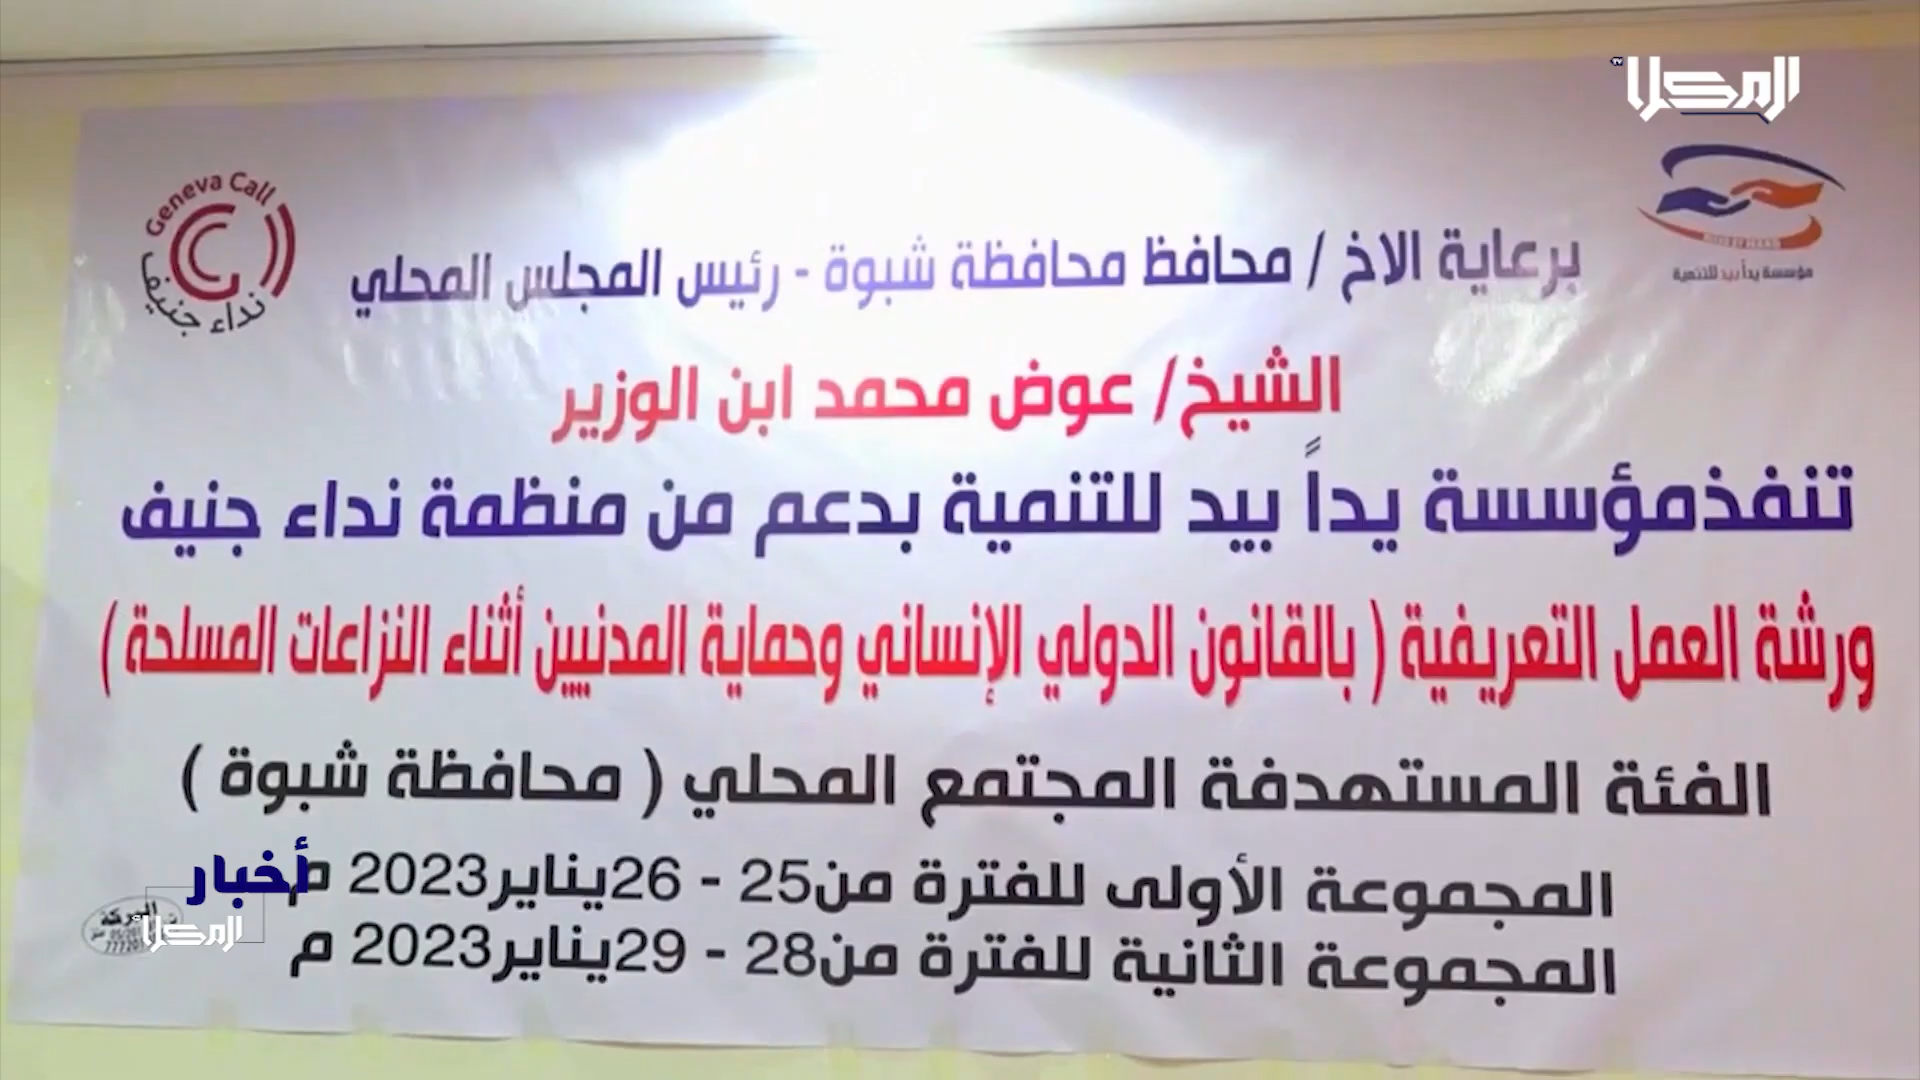 المكلا TV
Geneva Call
نداء جنيف
مؤسسة يداً بيد للتنمية
برعاية الاخ / محافظ محافظة شبوة - رئيس المجلس المحلي
الشيخ/ عوض محمد ابن الوزير
تنفذمؤسسة يداً بيد للتنمية بدعم من منظمة نداء جنيف
ورشة العمل التعريفية ( بالقانون الدولي الإنساني وحماية المدنيين أثناء النزاعات المسلحة )
الفئة المستهدفة المجتمع المحلي ( محافظة شبوة )
المجموعة الأولى للفترة من25 - 26يناير2023 م
المجموعة الثانية للفترة من28 - 29يناير2023 م
أخبار
المكلا